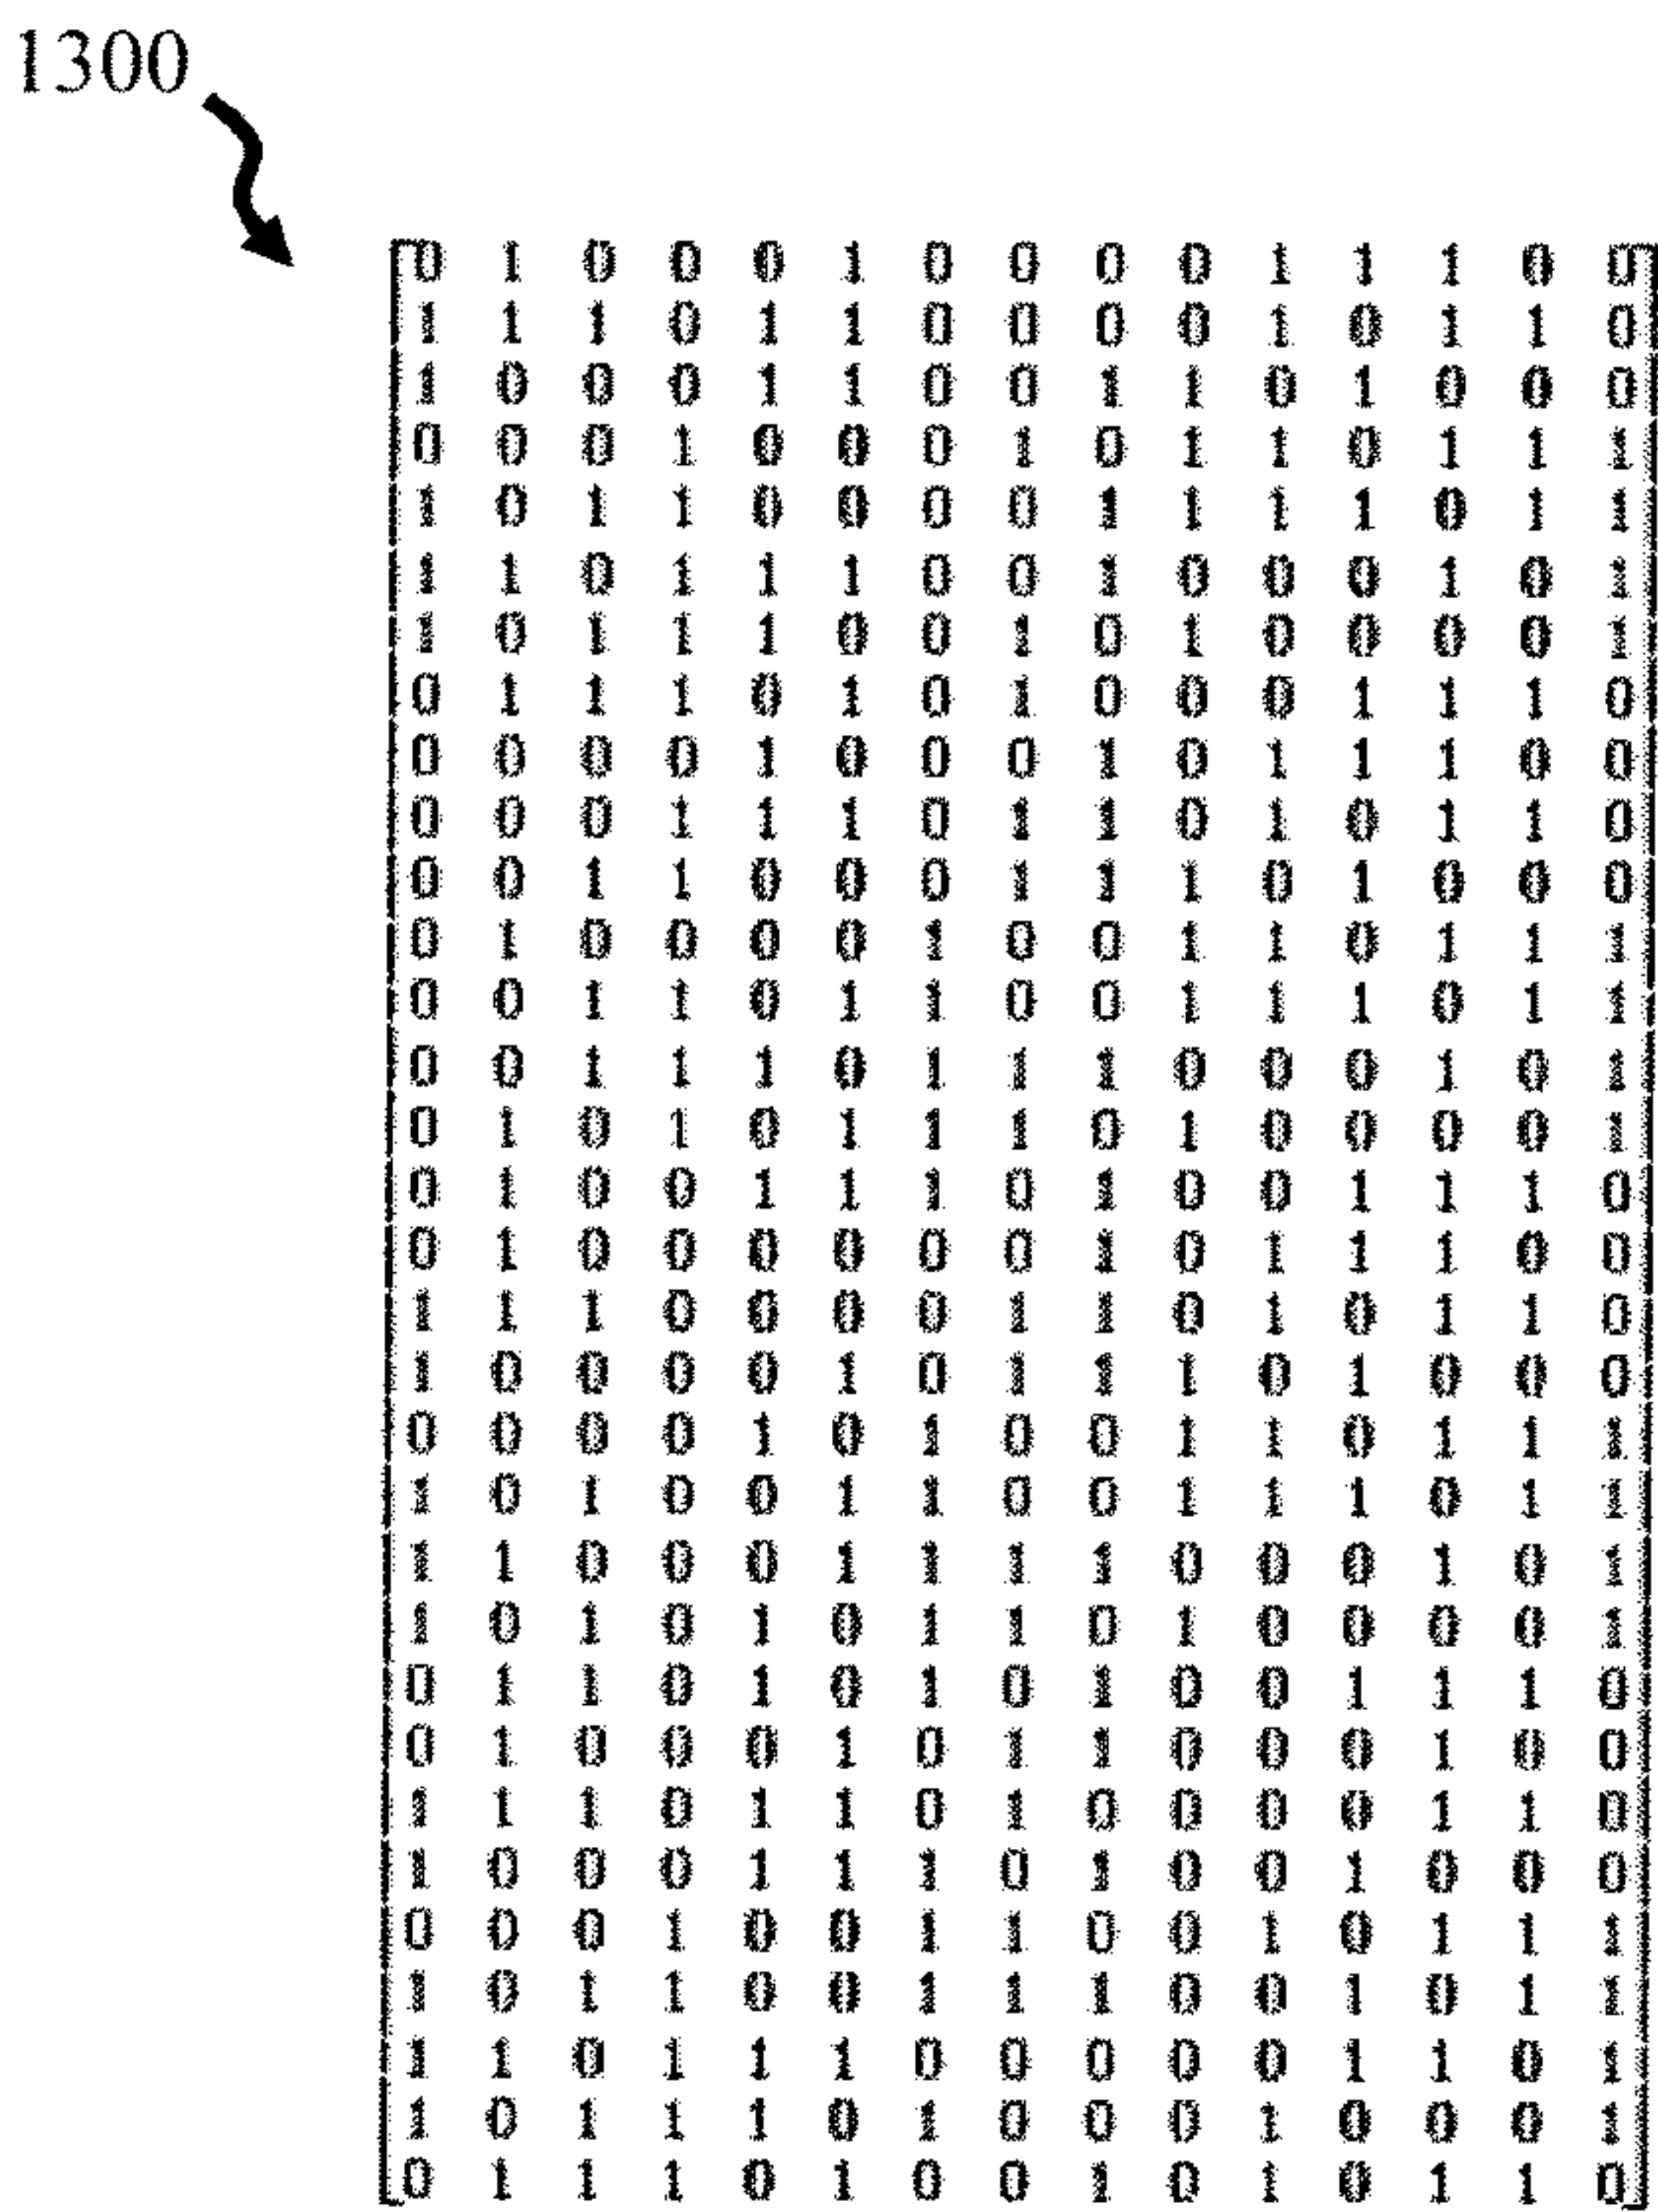 1300
0 1 0 0 0 1 0 0 0 0 1 1 1 0 0
1 1 1 0 1 1 0 0 0 0 1 0 1 1 0
1 0 0 0 1 1 0 0 1 1 0 1 0 0 0
0 0 0 1 0 0 0 1 0 1 1 0 1 1 1
1 0 1 1 0 0 0 0 1 1 1 1 0 1 1
1 1 0 1 1 1 0 0 1 0 0 0 1 0 1
1 0 1 1 1 0 0 1 0 1 0 0 0 0 1
0 1 1 1 0 1 0 1 0 0 0 1 1 1 0
0 0 0 0 1 0 0 0 1 0 1 1 1 0 0
0 0 0 1 1 1 0 1 1 0 1 0 1 1 0
0 0 1 1 0 0 0 1 1 1 0 1 0 0 0
0 1 0 0 0 0 1 0 0 1 1 0 1 1 1
0 0 1 1 0 1 1 0 0 1 1 1 0 1 1
0 0 1 1 1 0 1 1 1 0 0 0 1 0 1
0 1 0 1 0 1 1 1 0 1 0 0 0 0 1
0 1 0 0 1 1 1 0 1 0 0 1 1 1 0
0 1 0 0 0 0 0 0 1 0 1 1 1 0 0
1 1 1 0 0 0 0 1 1 0 1 0 1 1 0
1 0 0 0 0 1 0 1 1 1 0 1 0 0 0
0 0 0 0 1 0 1 0 0 1 1 0 1 1 1
1 0 1 0 0 1 1 0 0 1 1 1 0 1 1
1 1 0 0 0 1 1 1 1 0 0 0 1 0 1
1 0 1 0 1 0 1 1 0 1 0 0 0 0 1
0 1 1 0 1 0 1 0 1 0 0 1 1 1 0
0 1 0 0 0 1 0 1 1 0 0 0 1 0 0
1 1 1 0 1 1 0 1 0 0 0 0 1 1 0
1 0 0 0 1 1 1 0 1 0 0 1 0 0 0
0 0 0 1 0 0 1 1 0 0 1 0 1 1 1
1 0 1 1 0 0 1 1 1 0 0 1 0 1 1
1 1 0 1 1 1 0 0 0 0 0 1 1 0 1
1 0 1 1 1 0 1 0 0 0 1 0 0 0 1
0 1 1 1 0 1 0 0 1 0 1 0 1 1 0